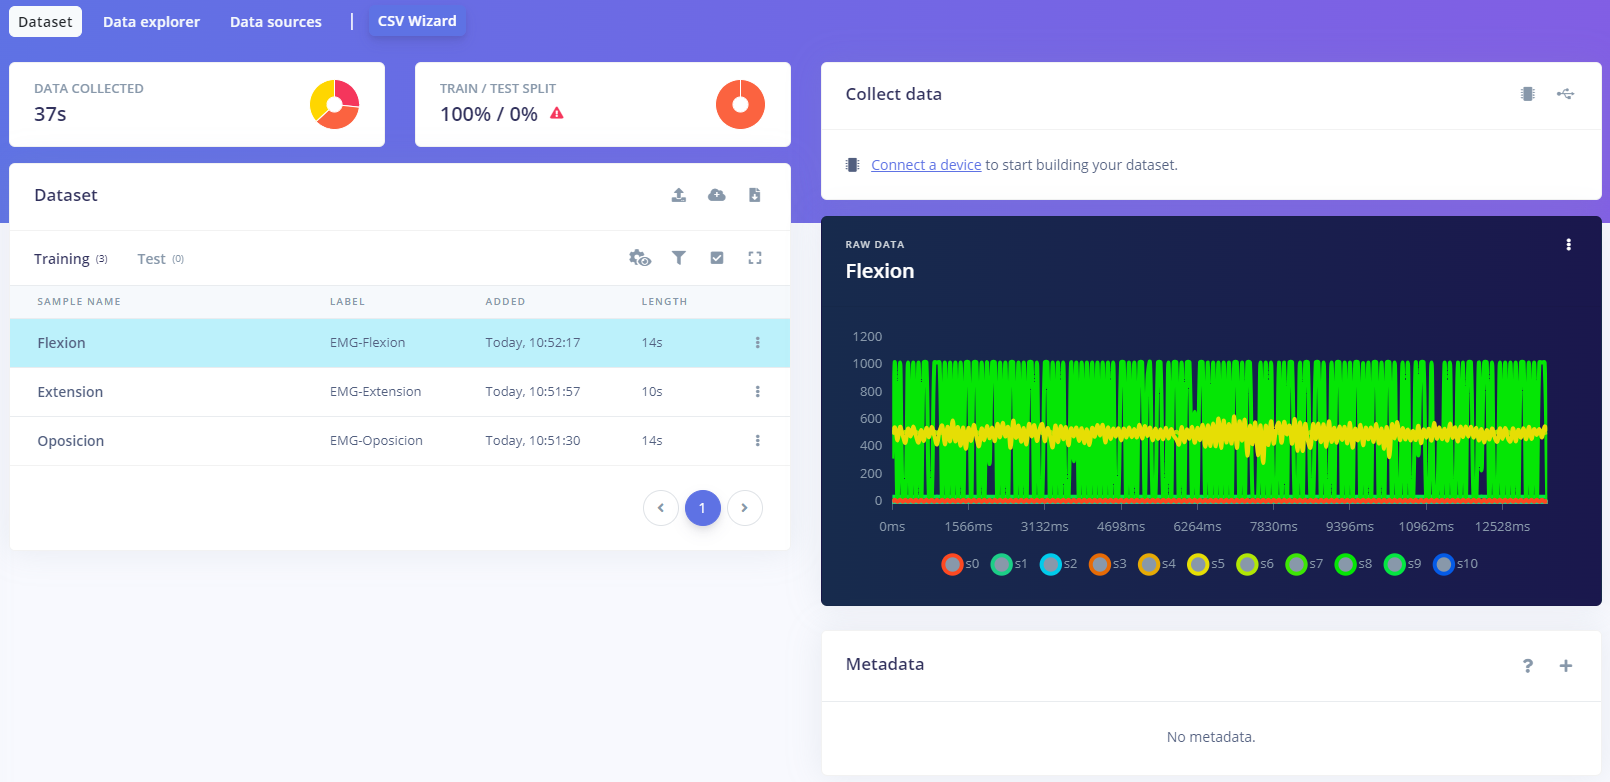 Dataset Data explorer Data sources | CSV Wizard
DATA COLLECTED
37s
TRAIN / TEST SPLIT
100% / 0%
Dataset
Training (3) Test (0)
SAMPLE NAME LABEL ADDED LENGTH
Flexion EMG-Flexion Today, 10:52:17 14s
Extension EMG-Extension Today, 10:51:57 10s
Oposicion EMG-Oposicion Today, 10:51:30 14s
1
Collect data
Connect a device to start building your dataset.
RAW DATA
Flexion
1200
1000
800
600
400
200
0
0ms 1566ms 3132ms 4698ms 6264ms 7830ms 9396ms 10962ms 12528ms
s0 s1 s2 s3 s4 s5 s6 s7 s8 s9 s10
Metadata
?
+
No metadata.